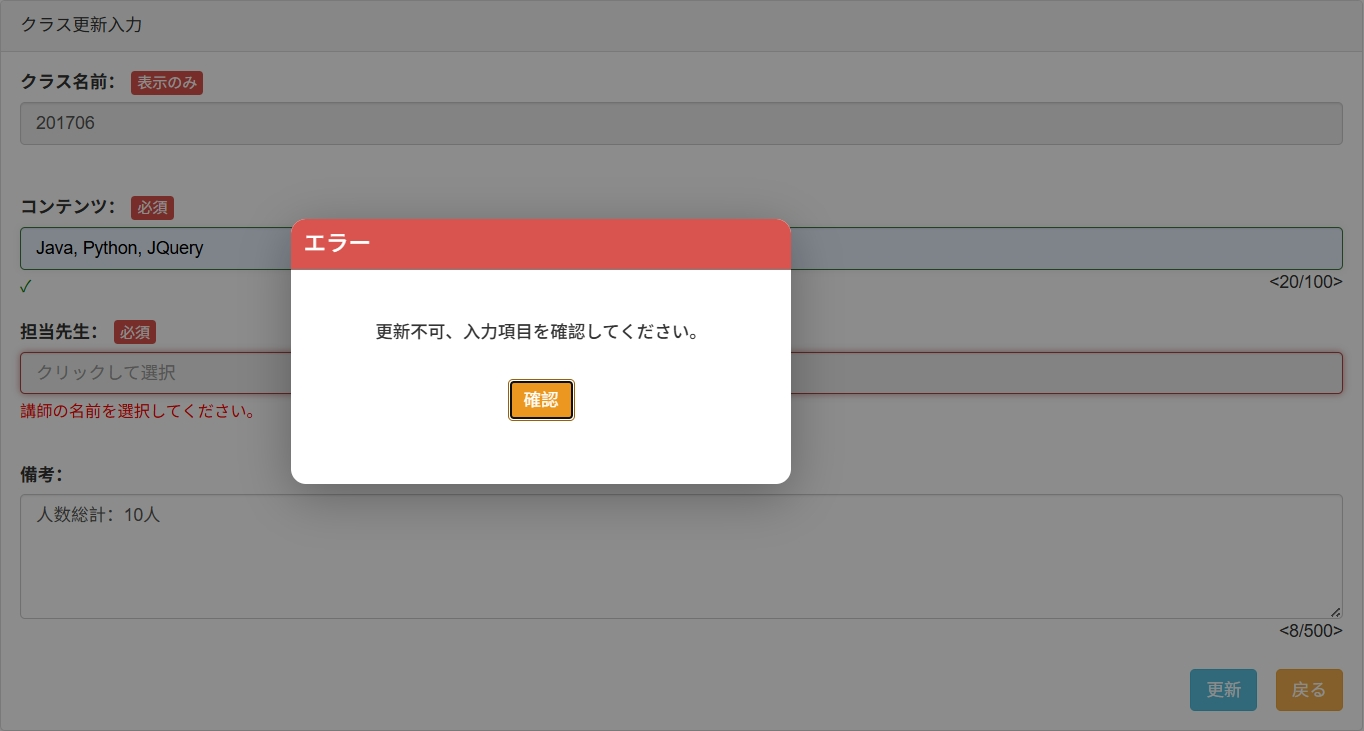 クラス更新入力
クラス名前： 表示のみ
201706
コンテンツ： 必須
Java, Python, JQuery
✓ <20/100>
エラー
更新不可、入力項目を確認してください。
確認
担当先生： 必須
クリックして選択
講師の名前を選択してください。
備考：
人数総計：10人
<8/500>
更新 戻る